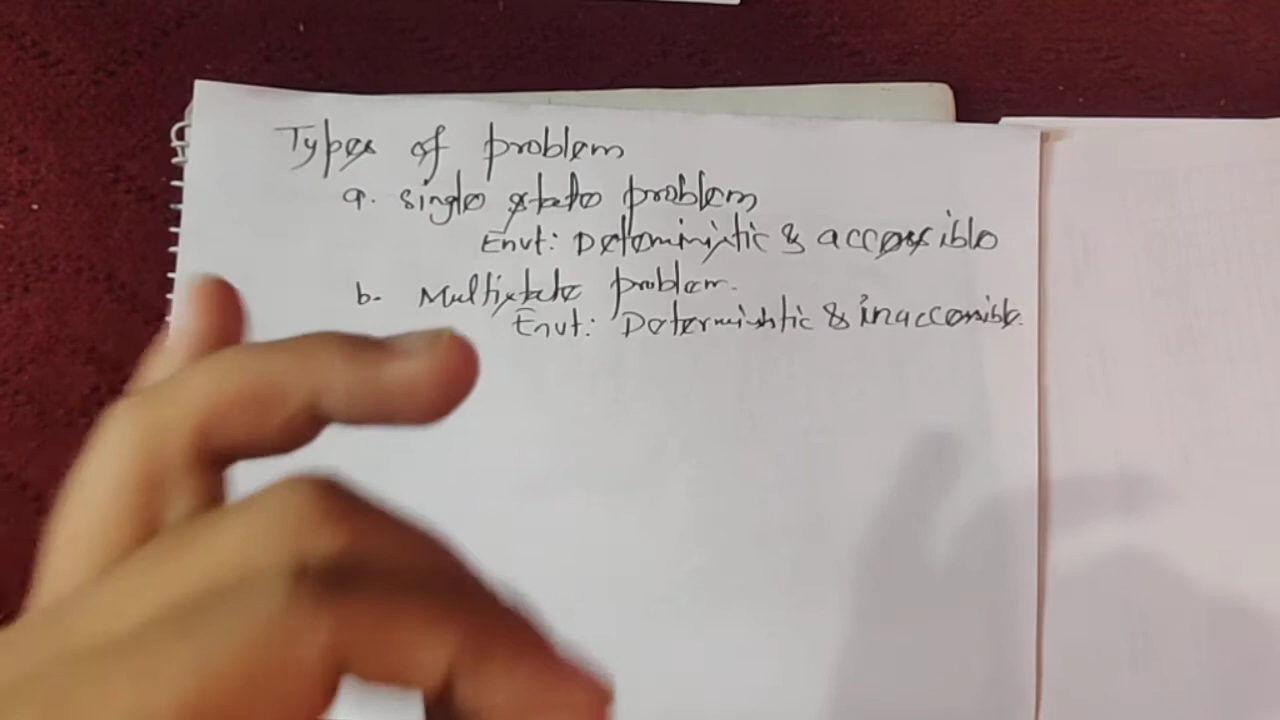 Types of problem
a. single state problem
Envt: Deterministic & accessible
b. Multistate problem.
Envt: Deterministic & inaccessible.